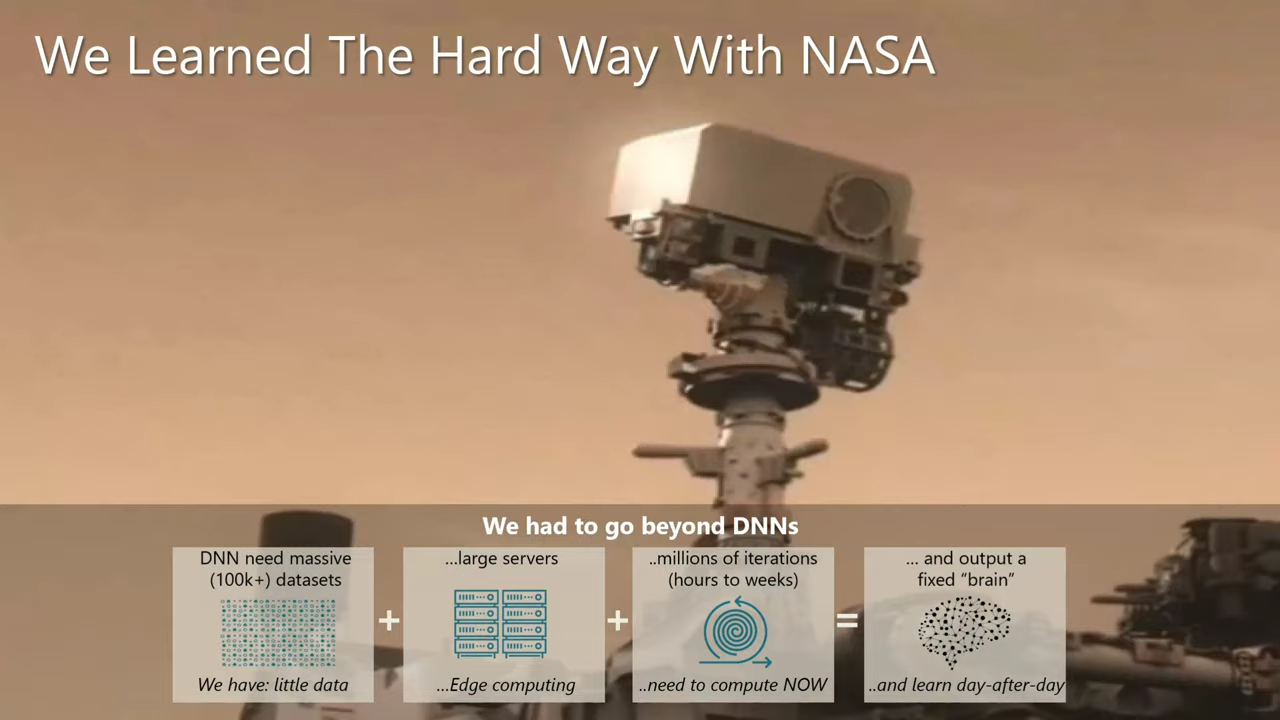 We Learned The Hard Way With NASA
We had to go beyond DNNs
DNN need massive
(100k+) datasets
We have: little data
+
...large servers
...Edge computing
+
..millions of iterations
(hours to weeks)
..need to compute NOW
=
... and output a
fixed “brain”
..and learn day-after-day